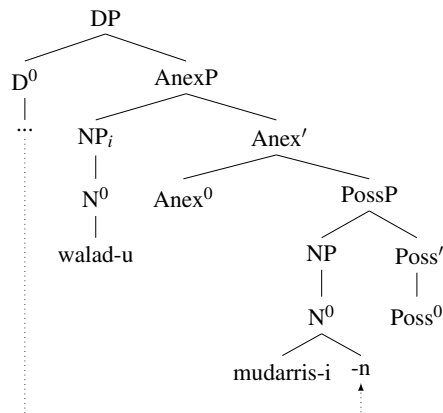 DP
D⁰ AnexP
... NPᵢ Anex′
N⁰ Anex⁰ PossP
walad-u NP Poss′
N⁰ Poss⁰
mudarris-i -n